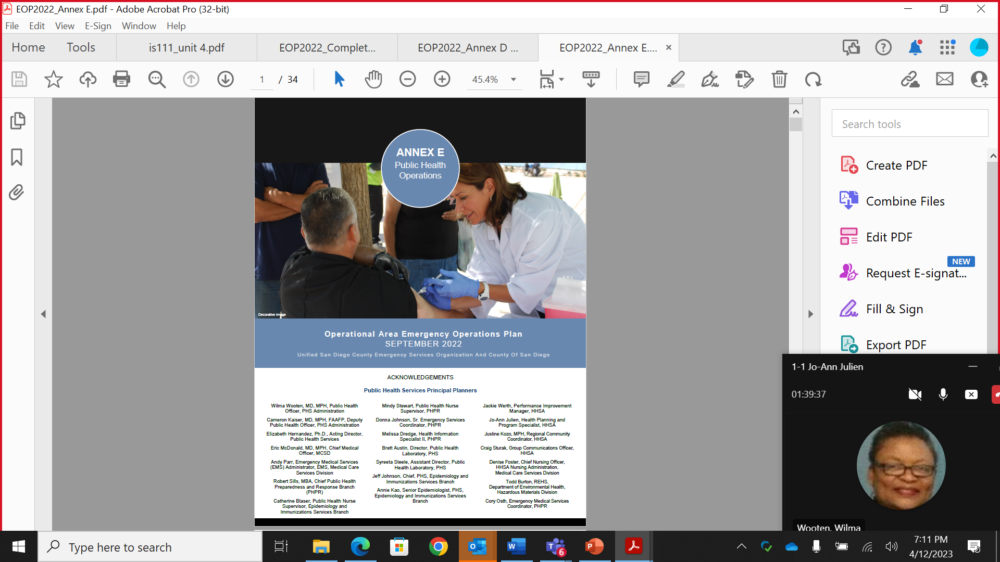 EOP2022_Annex E.pdf - Adobe Acrobat Pro (32-bit)
File Edit View E-Sign Window Help
Home Tools is111_unit 4.pdf EOP2022_Complet... EOP2022_Annex D ... EOP2022_Annex E....
1 / 34 45.4%
ANNEX E
Public Health
Operations
Decorative Image
Operational Area Emergency Operations Plan
SEPTEMBER 2022
Unified San Diego County Emergency Services Organization And County Of San Diego
ACKNOWLEDGEMENTS
Public Health Services Principal Planners
Wilma Wooten, MD, MPH, Public Health
Officer, PHS Administration
Cameron Kaiser, MD, MPH, FAAFP, Deputy
Public Health Officer, PHS Administration
Elizabeth Hernandez, Ph.D., Acting Director,
Public Health Services
Eric McDonald, MD, MPH, Chief Medical
Officer, MCSD
Andy Parr, Emergency Medical Services
(EMS) Administrator, EMS, Medical Care
Services Division
Robert Sills, MBA, Chief Public Health
Preparedness and Response Branch
(PHPR)
Catherine Blaser, Public Health Nurse
Supervisor, Epidemiology and
Immunizations Services Branch
Mindy Stewart, Public Health Nurse
Supervisor, PHPR
Donna Johnson, Sr. Emergency Services
Coordinator, PHPR
Melissa Dredge, Health Information
Specialist II, PHPR
Brett Austin, Director, Public Health
Laboratory, PHS
Syreeta Steele, Assistant Director, Public
Health Laboratory, PHS
Jeff Johnson, Chief, PHS, Epidemiology and
Immunizations Services Branch
Annie Kao, Senior Epidemiologist, PHS,
Epidemiology and Immunizations Services
Branch
Jackie Werth, Performance Improvement
Manager, HHSA
Jo-Ann Julien, Health Planning and
Program Specialist, HHSA
Justine Kozo, MPH, Regional Community
Coordinator, HHSA
Craig Sturak, Group Communications Officer,
HHSA
Denise Foster, Chief Nursing Officer,
HHSA Nursing Administration,
Medical Care Services Division
Todd Burton, REHS,
Department of Environmental Health,
Hazardous Materials Division
Cory Osth, Emergency Medical Services
Coordinator, PHPR
Search tools
Create PDF
Combine Files
Edit PDF
NEW
Request E-signat...
Fill & Sign
Export PDF
1-1 Jo-Ann Julien
01:39:37
Wooten, Wilma
Type here to search
6
7:11 PM
4/12/2023